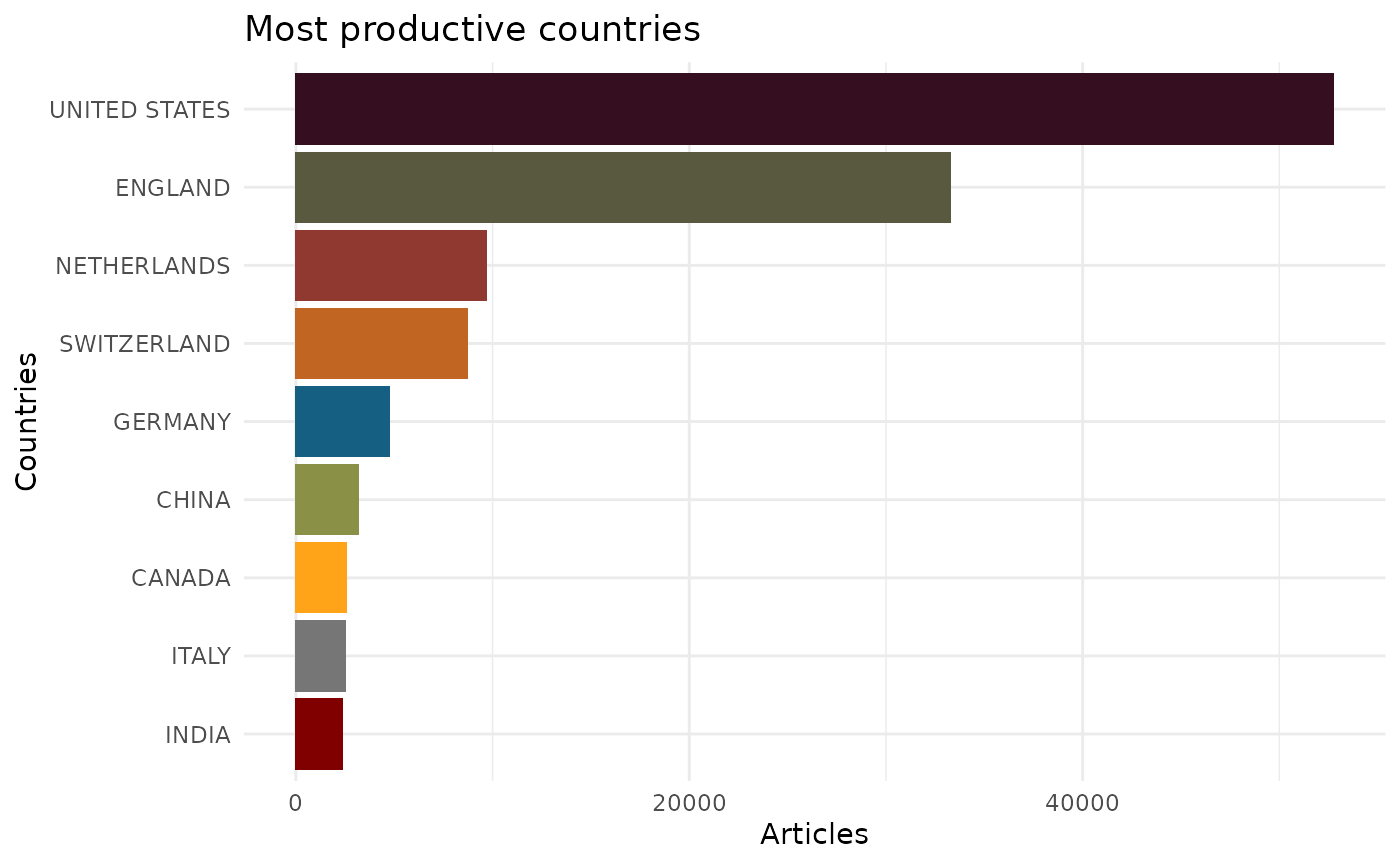 Most productive countries
UNITED STATES
ENGLAND
NETHERLANDS
SWITZERLAND
GERMANY
CHINA
CANADA
ITALY
INDIA
Countries
0 20000 40000
Articles